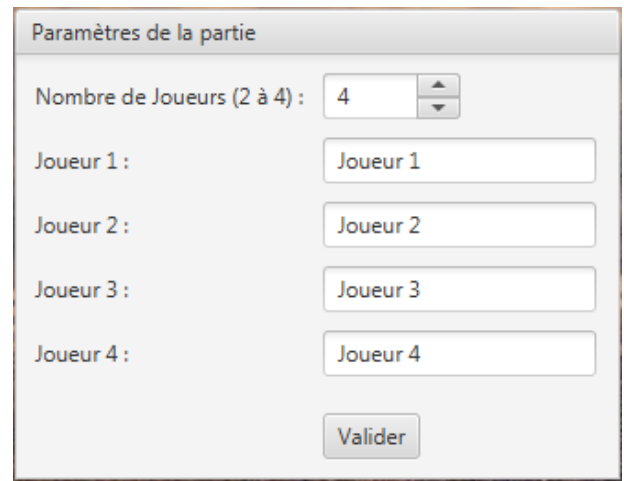 Paramètres de la partie
Nombre de Joueurs (2 à 4) : 4
Joueur 1 : Joueur 1
Joueur 2 : Joueur 2
Joueur 3 : Joueur 3
Joueur 4 : Joueur 4
Valider